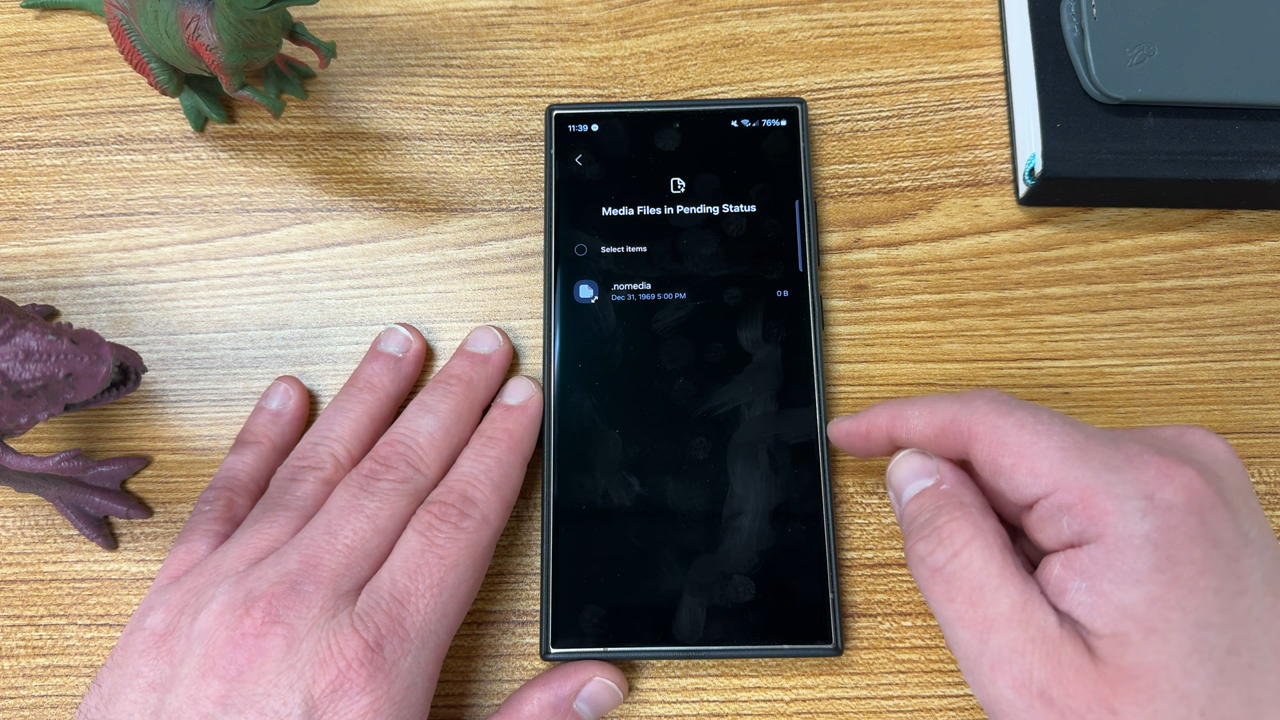 11:39
76%
Media Files in Pending Status
Select items
.nomedia
Dec 31, 1969 5:00 PM
0 B